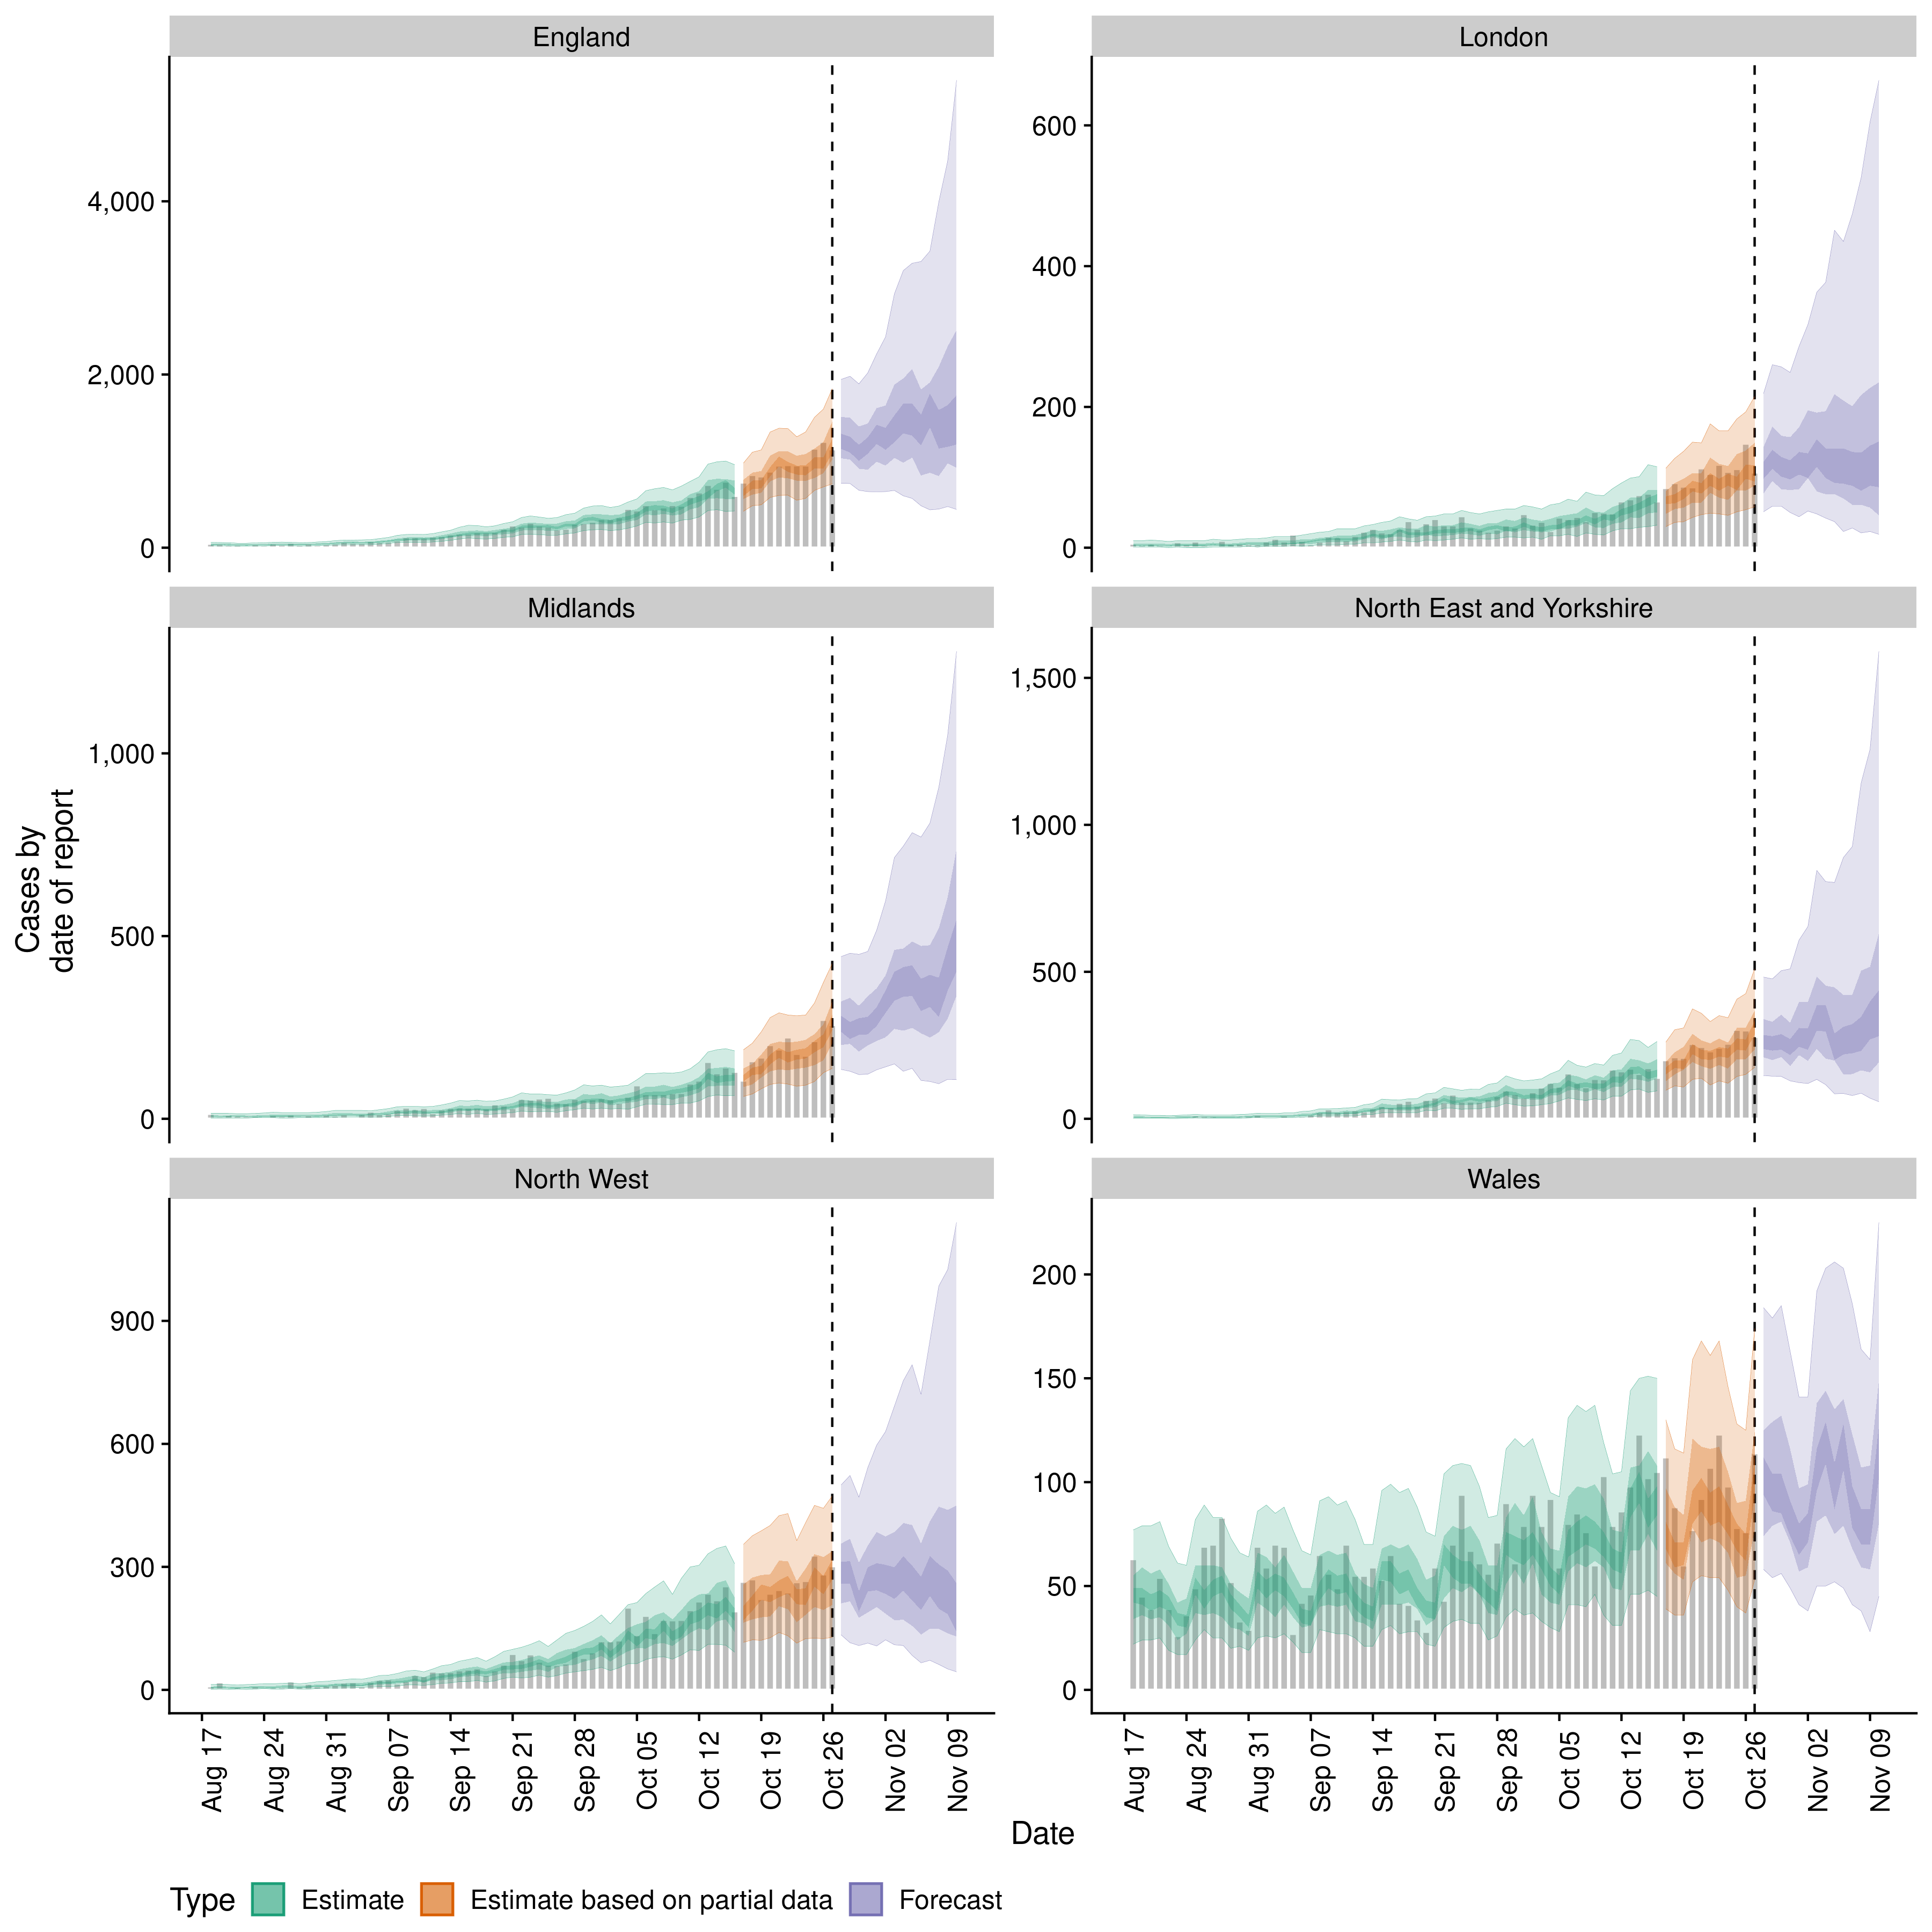 England
London
4,000
2,000
0
600
400
200
0
Midlands
North East and Yorkshire
1,000
500
0
1,500
1,000
500
0
North West
Wales
900
600
300
0
200
150
100
50
0
Cases by
date of report
Aug 17
Aug 24
Aug 31
Sep 07
Sep 14
Sep 21
Sep 28
Oct 05
Oct 12
Oct 19
Oct 26
Nov 02
Nov 09
Aug 17
Aug 24
Aug 31
Sep 07
Sep 14
Sep 21
Sep 28
Oct 05
Oct 12
Oct 19
Oct 26
Nov 02
Nov 09
Date
Type Estimate Estimate based on partial data Forecast